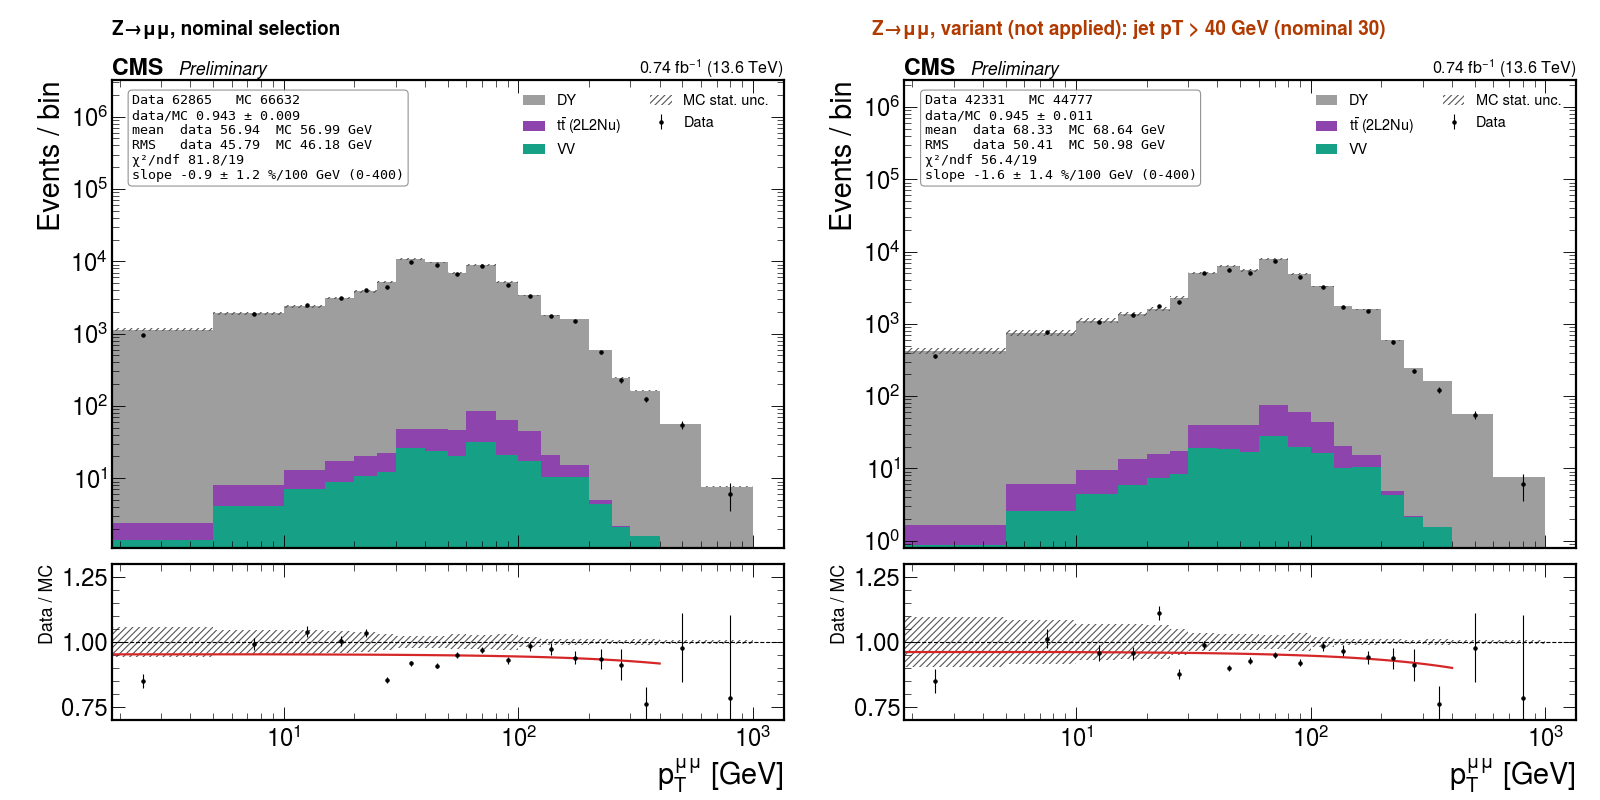 Z→μμ, nominal selection
CMS Preliminary
0.74 fb⁻¹ (13.6 TeV)
Data 62865 MC 66632
data/MC 0.943 ± 0.009
mean data 56.94 MC 56.99 GeV
RMS data 45.79 MC 46.18 GeV
χ²/ndf 81.8/19
slope -0.9 ± 1.2 %/100 GeV (0-400)
DY
tt̄ (2L2Nu)
VV
MC stat. unc.
Data
Events / bin
10⁶
10⁵
10⁴
10³
10²
10¹
Data / MC
1.25
1.00
0.75
10¹
10²
10³
p_T^μμ [GeV]
Z→μμ, variant (not applied): jet pT > 40 GeV (nominal 30)
CMS Preliminary
0.74 fb⁻¹ (13.6 TeV)
Data 42331 MC 44777
data/MC 0.945 ± 0.011
mean data 68.33 MC 68.64 GeV
RMS data 50.41 MC 50.98 GeV
χ²/ndf 56.4/19
slope -1.6 ± 1.4 %/100 GeV (0-400)
DY
tt̄ (2L2Nu)
VV
MC stat. unc.
Data
Events / bin
10⁶
10⁵
10⁴
10³
10²
10¹
10⁰
Data / MC
1.25
1.00
0.75
10¹
10²
10³
p_T^μμ [GeV]